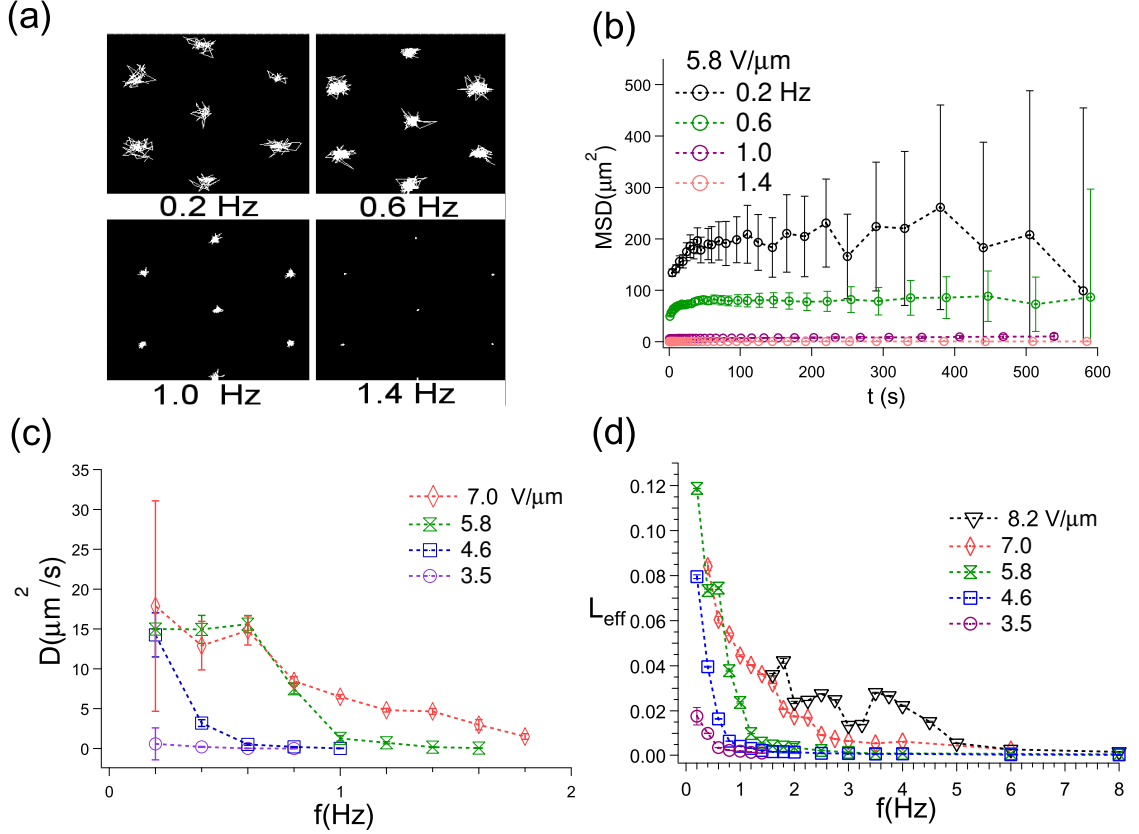 (a)
0.2 Hz
0.6 Hz
1.0 Hz
1.4 Hz
(b)
5.8 V/μm
0.2 Hz
0.6
1.0
1.4
MSD(μm²)
500
400
300
200
100
0
0 100 200 300 400 500 600
t (s)
(c)
7.0 V/μm
5.8
4.6
3.5
D(μm²/s)
35
30
25
20
15
10
5
0
0 1 2
f(Hz)
(d)
8.2 V/μm
7.0
5.8
4.6
3.5
Leff
0.12
0.10
0.08
0.06
0.04
0.02
0.00
0 1 2 3 4 5 6 7 8
f(Hz)